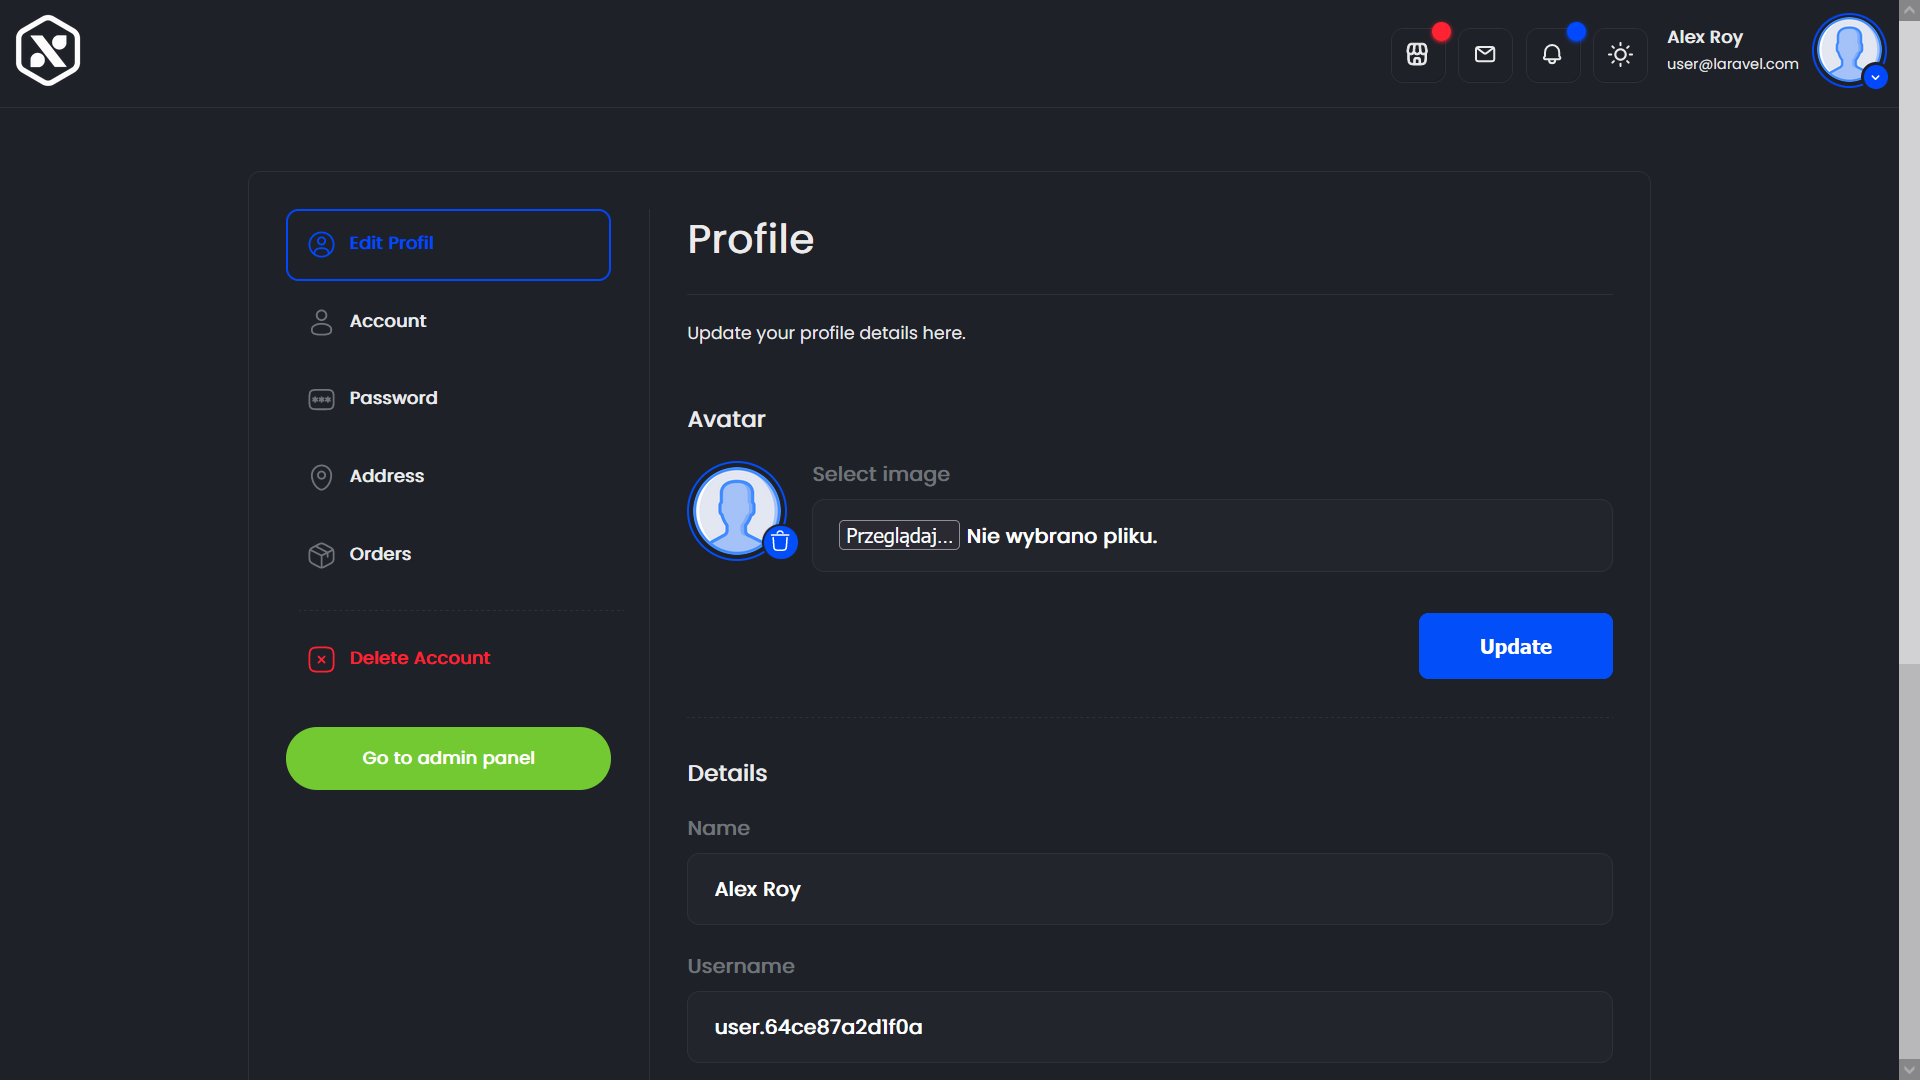 Alex Roy
user@laravel.com
Edit Profil
Account
Password
Address
Orders
Delete Account
Go to admin panel
Profile
Update your profile details here.
Avatar
Select image
Przeglądaj... Nie wybrano pliku.
Update
Details
Name
Alex Roy
Username
user.64ce87a2d1f0a